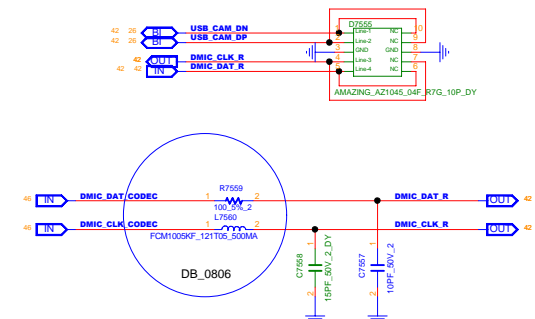 42 26 BI USB_CAM_DN
42 26 BI USB_CAM_DP
42 OUT DMIC_CLK_R
42 42 IN DMIC_DAT_R
D7555
1 Line-1 NC 10
2 Line-2 NC 9
3 GND GND 8
4 Line-3 NC 7
5 Line-4 NC 6
AMAZING_AZ1045_04F_R7G_10P_DY
R7559
46 IN DMIC_DAT_CODEC 1 2 DMIC_DAT_R OUT 42
100_5%_2
L7560
46 IN DMIC_CLK_CODEC 1 2 DMIC_CLK_R OUT 42
FCM1005KF_121T05_500MA
DB_0806
1 C7558 15PF_50V_2_DY 2
1 C7557 10PF_50V_2 2